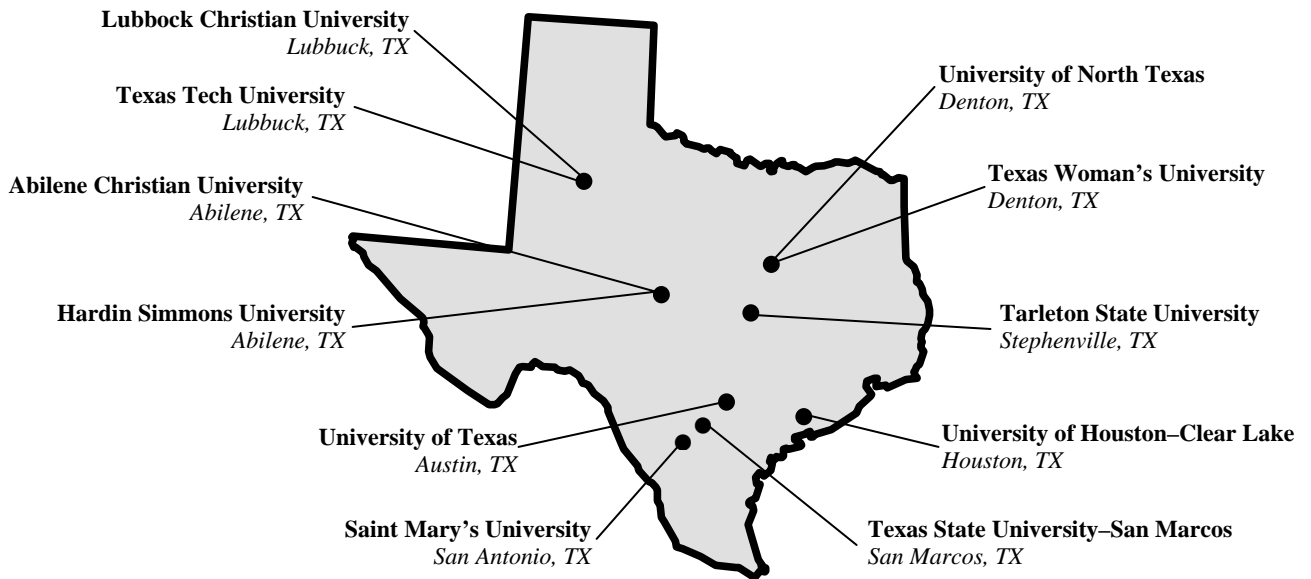 Lubbock Christian University
Lubbuck, TX
Texas Tech University
Lubbuck, TX
Abilene Christian University
Abilene, TX
Hardin Simmons University
Abilene, TX
University of Texas
Austin, TX
Saint Mary’s University
San Antonio, TX
University of North Texas
Denton, TX
Texas Woman’s University
Denton, TX
Tarleton State University
Stephenville, TX
University of Houston–Clear Lake
Houston, TX
Texas State University–San Marcos
San Marcos, TX